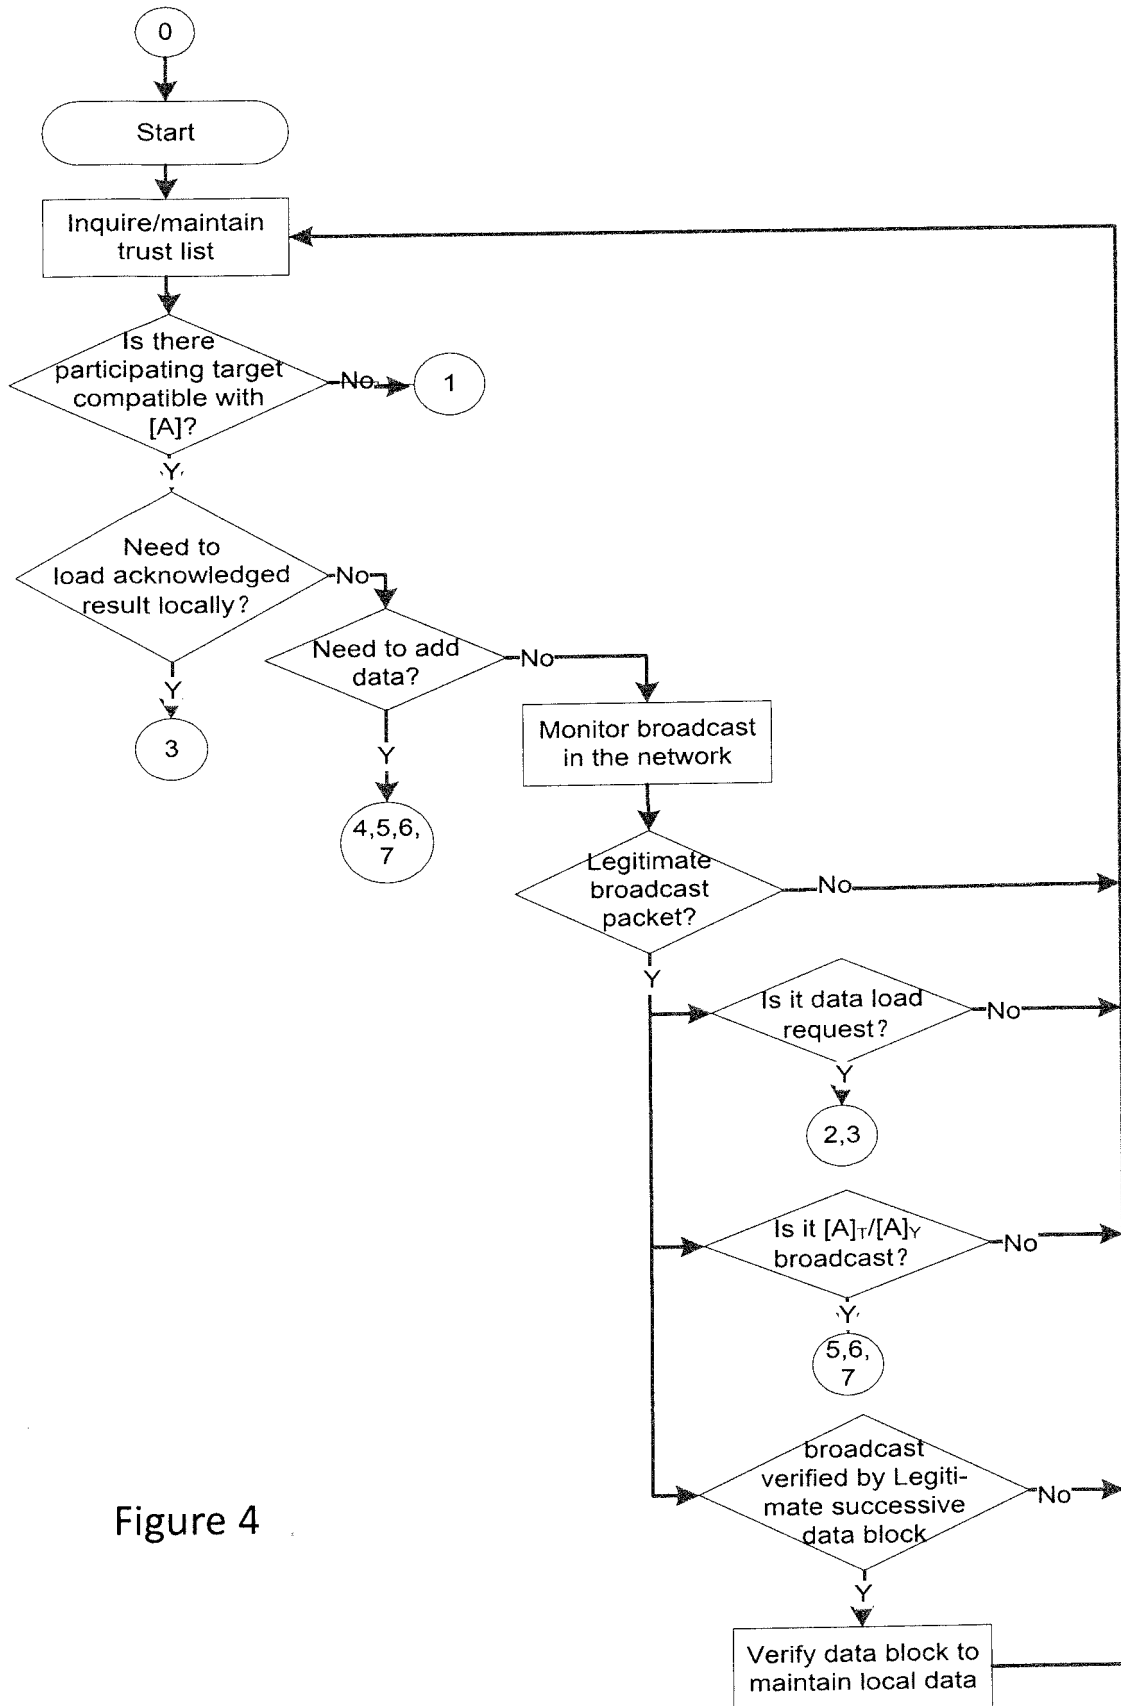 0
Start
Inquire/maintain
trust list
Is there
participating target
compatible with
[A]?
No
1
Y
Need to
load acknowledged
result locally?
No
Y
3
Need to add
data?
No
Y
4,5,6,
7
Monitor broadcast
in the network
Legitimate
broadcast
packet?
No
Y
Is it data load
request?
No
Y
2,3
Is it [A]T/[A]Y
broadcast?
No
Y
5,6,
7
broadcast
verified by Legiti-
mate successive
data block
No
Y
Verify data block to
maintain local data
Figure 4